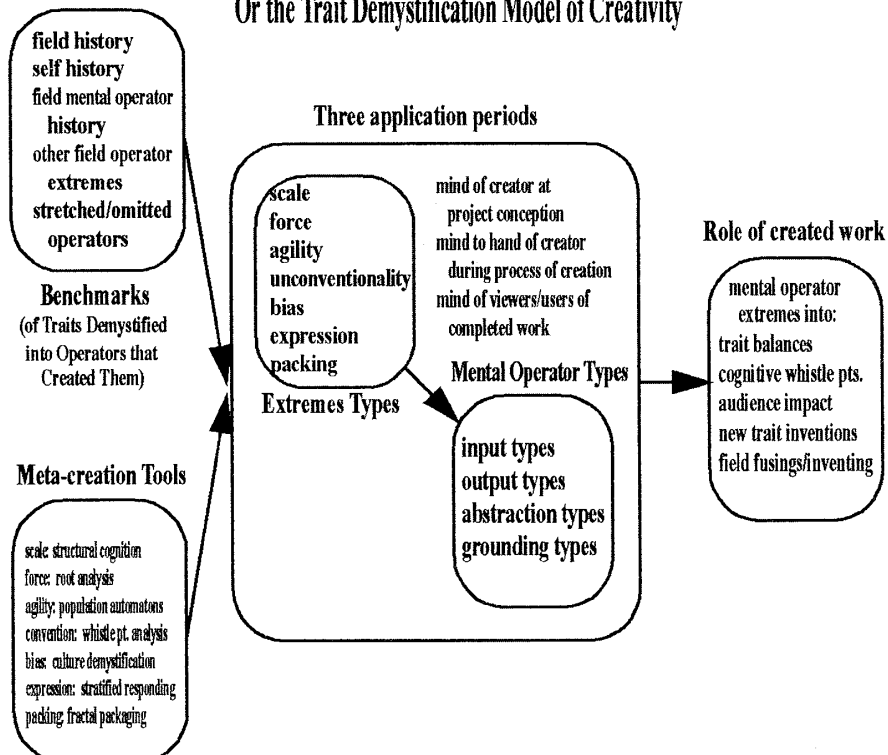 Or the Trait Demystification Model of Creativity
field history
self history
field mental operator
history
other field operator
extremes
stretched/omitted
operators
Benchmarks
(of Traits Demystified
into Operators that
Created Them)
Meta-creation Tools
scale: structural cognition
force: root analysis
agility: population automatons
convention: whistle pt. analysis
bias: culture demystification
expression: stratified responding
packing: fractal packaging
Three application periods
scale
force
agility
unconventionality
bias
expression
packing
Extremes Types
mind of creator at
project conception
mind to hand of creator
during process of creation
mind of viewers/users of
completed work
Mental Operator Types
input types
output types
abstraction types
grounding types
Role of created work
mental operator
extremes into:
trait balances
cognitive whistle pts.
audience impact
new trait inventions
field fusings/inventing